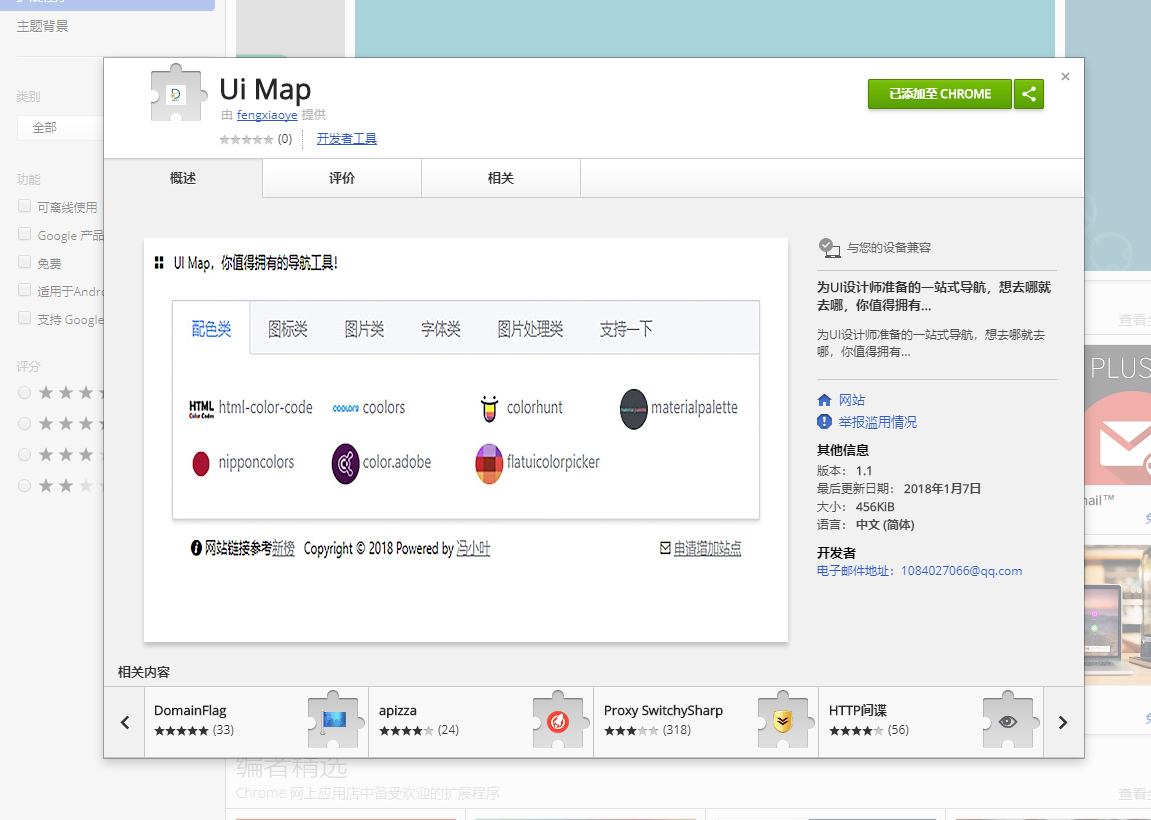 主题背景
类别
全部
功能
可离线使用
Google 产品
免费
适用于Andro
支持 Google
评分
Ui Map
由 fengxiaoye 提供
(0) 开发者工具
已添加至 CHROME
概述 评价 相关
UI Map，你值得拥有的导航工具！
配色类 图标类 图片类 字体类 图片处理类 支持一下
HTML Color Codes html-color-code coolors coolors colorhunt materialpalette
nipponcolors color.adobe flatuicolorpicker
网站链接参考新榜 Copyright © 2018 Powered by 冯小叶 申请增加站点
与您的设备兼容
为UI设计师准备的一站式导航，想去哪就
去哪，你值得拥有...
为UI设计师准备的一站式导航，想去哪就去
哪，你值得拥有...
网站
举报滥用情况
其他信息
版本： 1.1
最后更新日期： 2018年1月7日
大小： 456KiB
语言： 中文 (简体)
开发者
电子邮件地址： 1084027066@qq.com
相关内容
DomainFlag
(33)
apizza
(24)
Proxy SwitchySharp
(318)
HTTP间谍
(56)
查看全
PLUS
nail™
编者精选
Chrome 网上应用店中备受欢迎的扩展程序
查看全